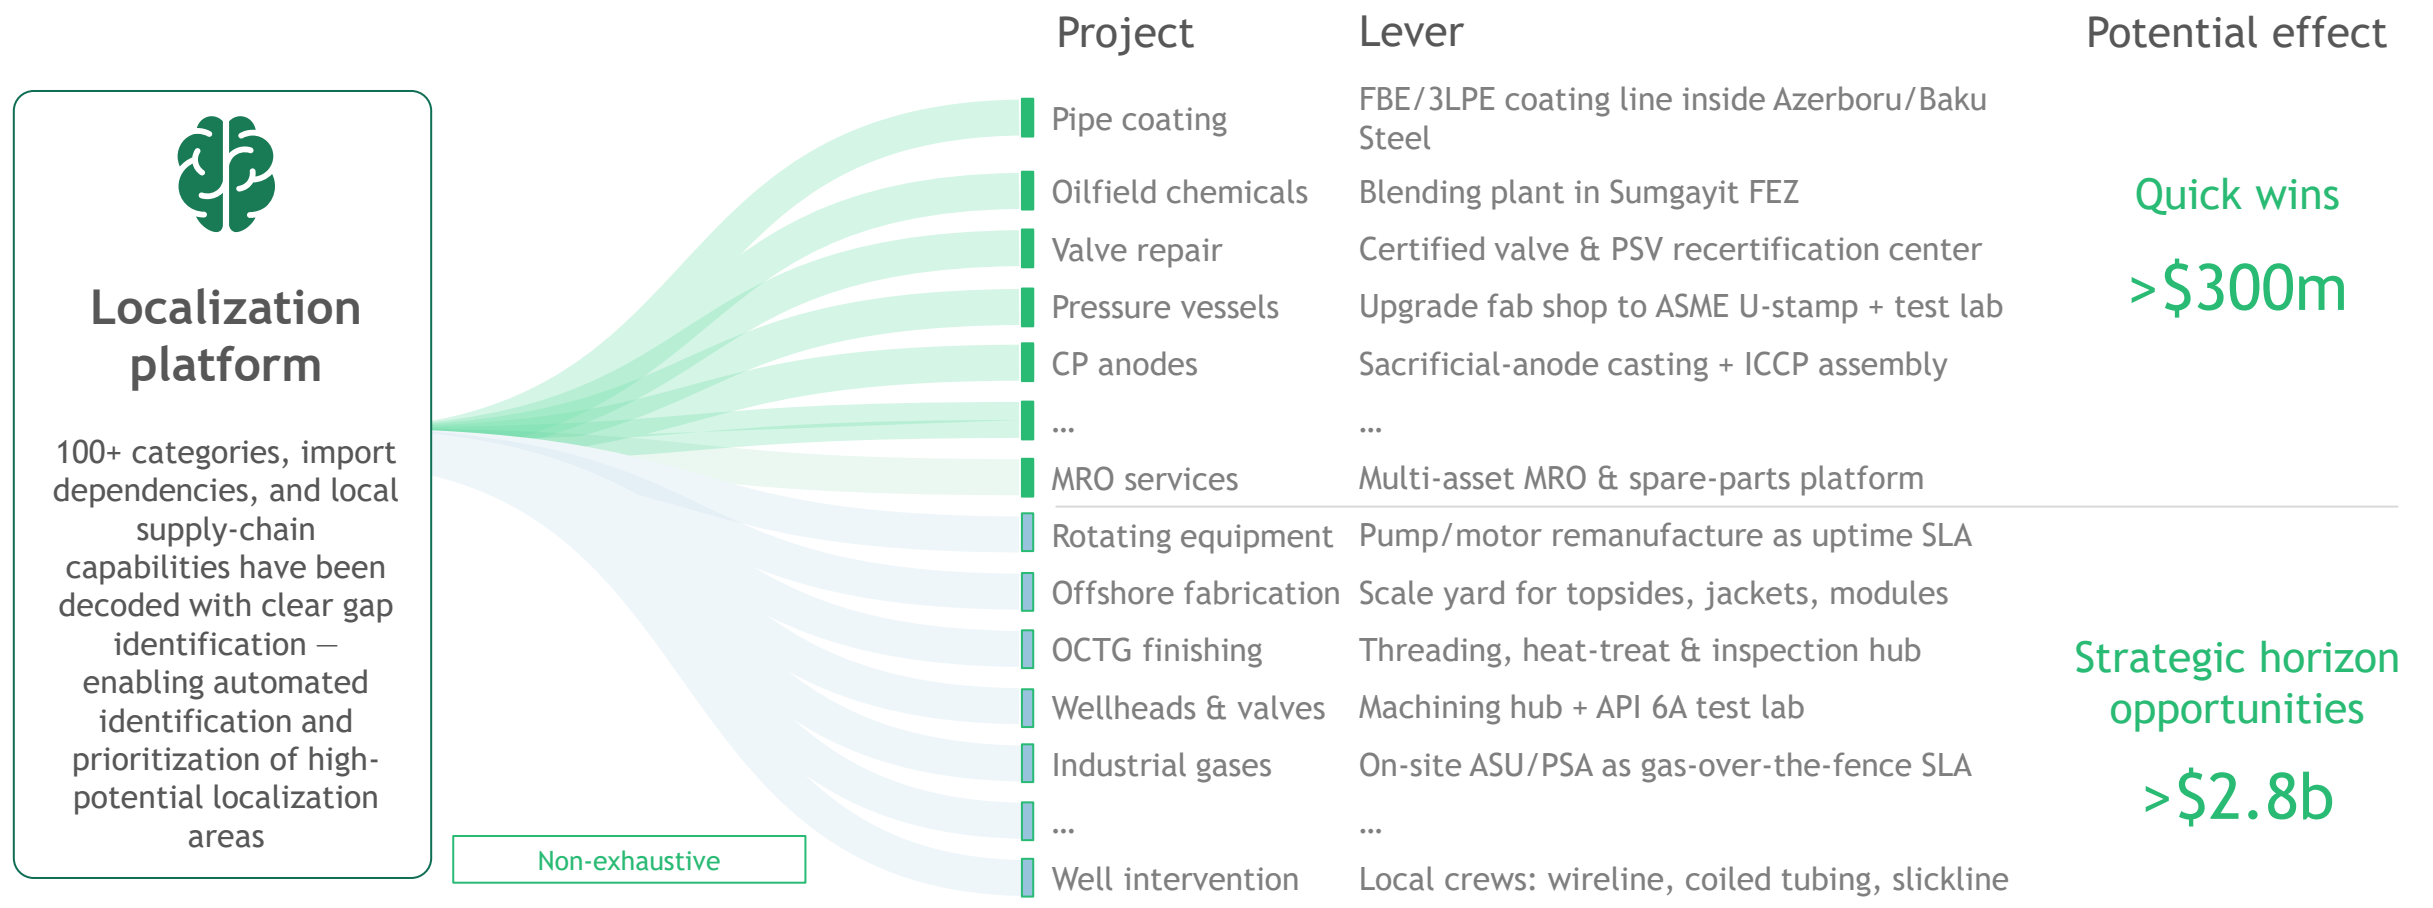 Project
Lever
Potential effect
Localization
platform
100+ categories, import
dependencies, and local
supply-chain
capabilities have been
decoded with clear gap
identification —
enabling automated
identification and
prioritization of high-
potential localization
areas
Non-exhaustive
Pipe coating
FBE/3LPE coating line inside Azerboru/Baku
Steel
Oilfield chemicals
Blending plant in Sumgayit FEZ
Valve repair
Certified valve & PSV recertification center
Pressure vessels
Upgrade fab shop to ASME U-stamp + test lab
CP anodes
Sacrificial-anode casting + ICCP assembly
…
…
MRO services
Multi-asset MRO & spare-parts platform
Quick wins
>$300m
Rotating equipment
Pump/motor remanufacture as uptime SLA
Offshore fabrication
Scale yard for topsides, jackets, modules
OCTG finishing
Threading, heat-treat & inspection hub
Wellheads & valves
Machining hub + API 6A test lab
Industrial gases
On-site ASU/PSA as gas-over-the-fence SLA
…
…
Well intervention
Local crews: wireline, coiled tubing, slickline
Strategic horizon
opportunities
>$2.8b